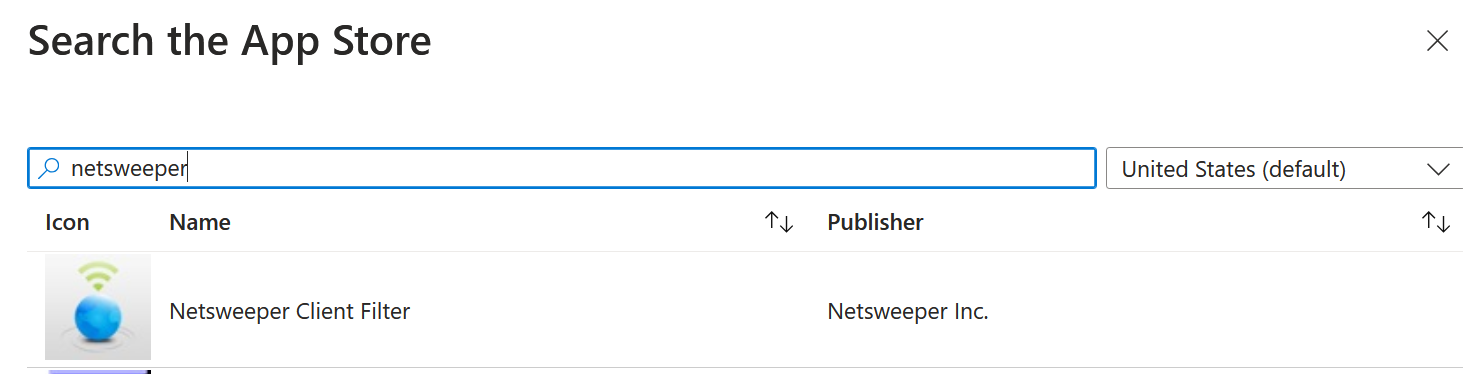 Search the App Store
netsweeper
United States (default)
Icon Name Publisher
Netsweeper Client Filter Netsweeper Inc.